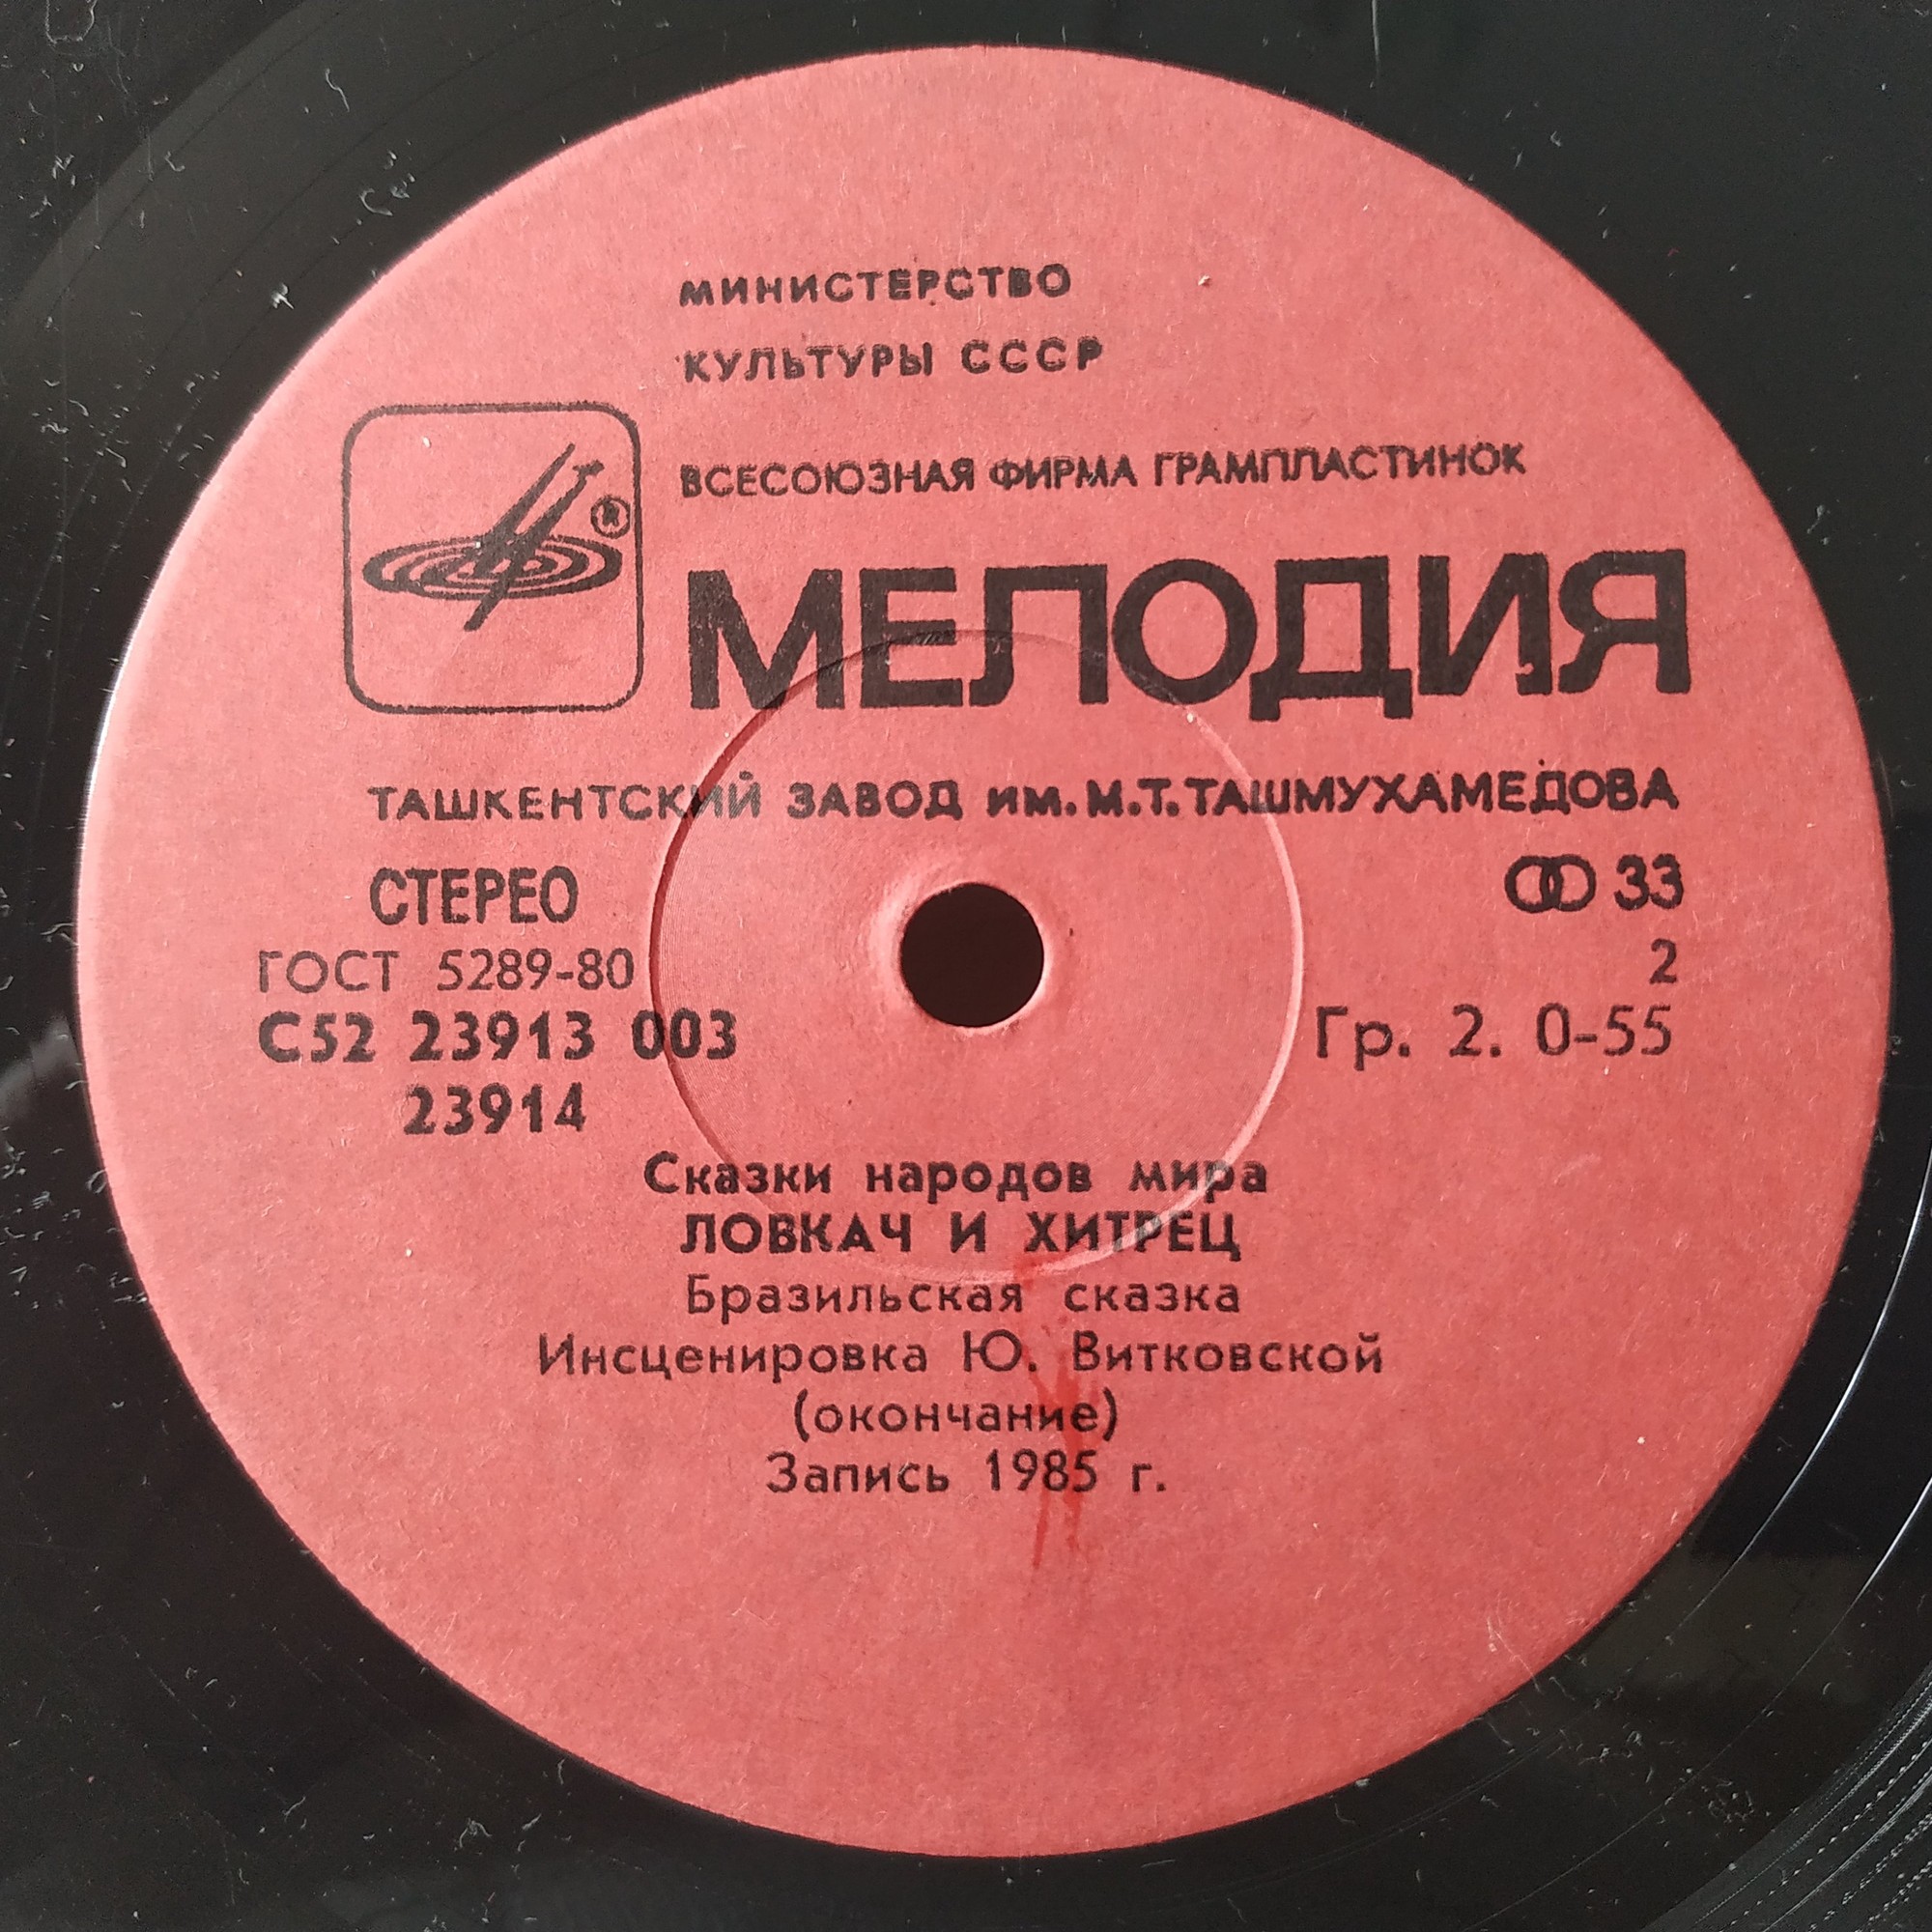 МИНИСТЕРСТВО
КУЛЬТУРЫ СССР
ВСЕСОЮЗНАЯ ФИРМА ГРАМПЛАСТИНОК
®
МЕЛОДИЯ
ТАШКЕНТСКИЙ ЗАВОД им. М.Т. ТАШМУХАМЕДОВА
СТЕРЕО 33
ГОСТ 5289-80 2
С52 23913 003 Гр. 2. 0-55
23914
Сказки народов мира
ЛОВКАЧ И ХИТРЕЦ
Бразильская сказка
Инсценировка Ю. Витковской
(окончание)
Запись 1985 г.